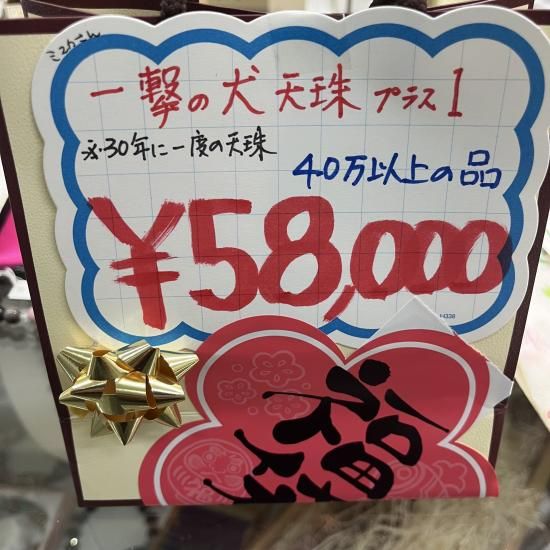 一撃の犬天珠プラス1
※30年に一度の天珠
40万以上の品
¥58,000
J-H338
福